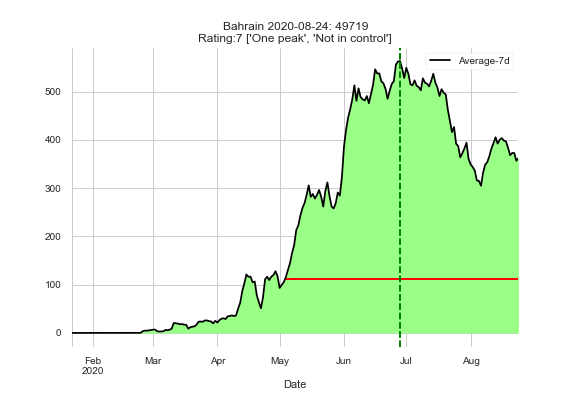 Bahrain 2020-08-24: 49719
Rating:7 ['One peak', 'Not in control']
Average-7d
500
400
300
200
100
0
Feb
2020
Mar
Apr
May
Jun
Jul
Aug
Date